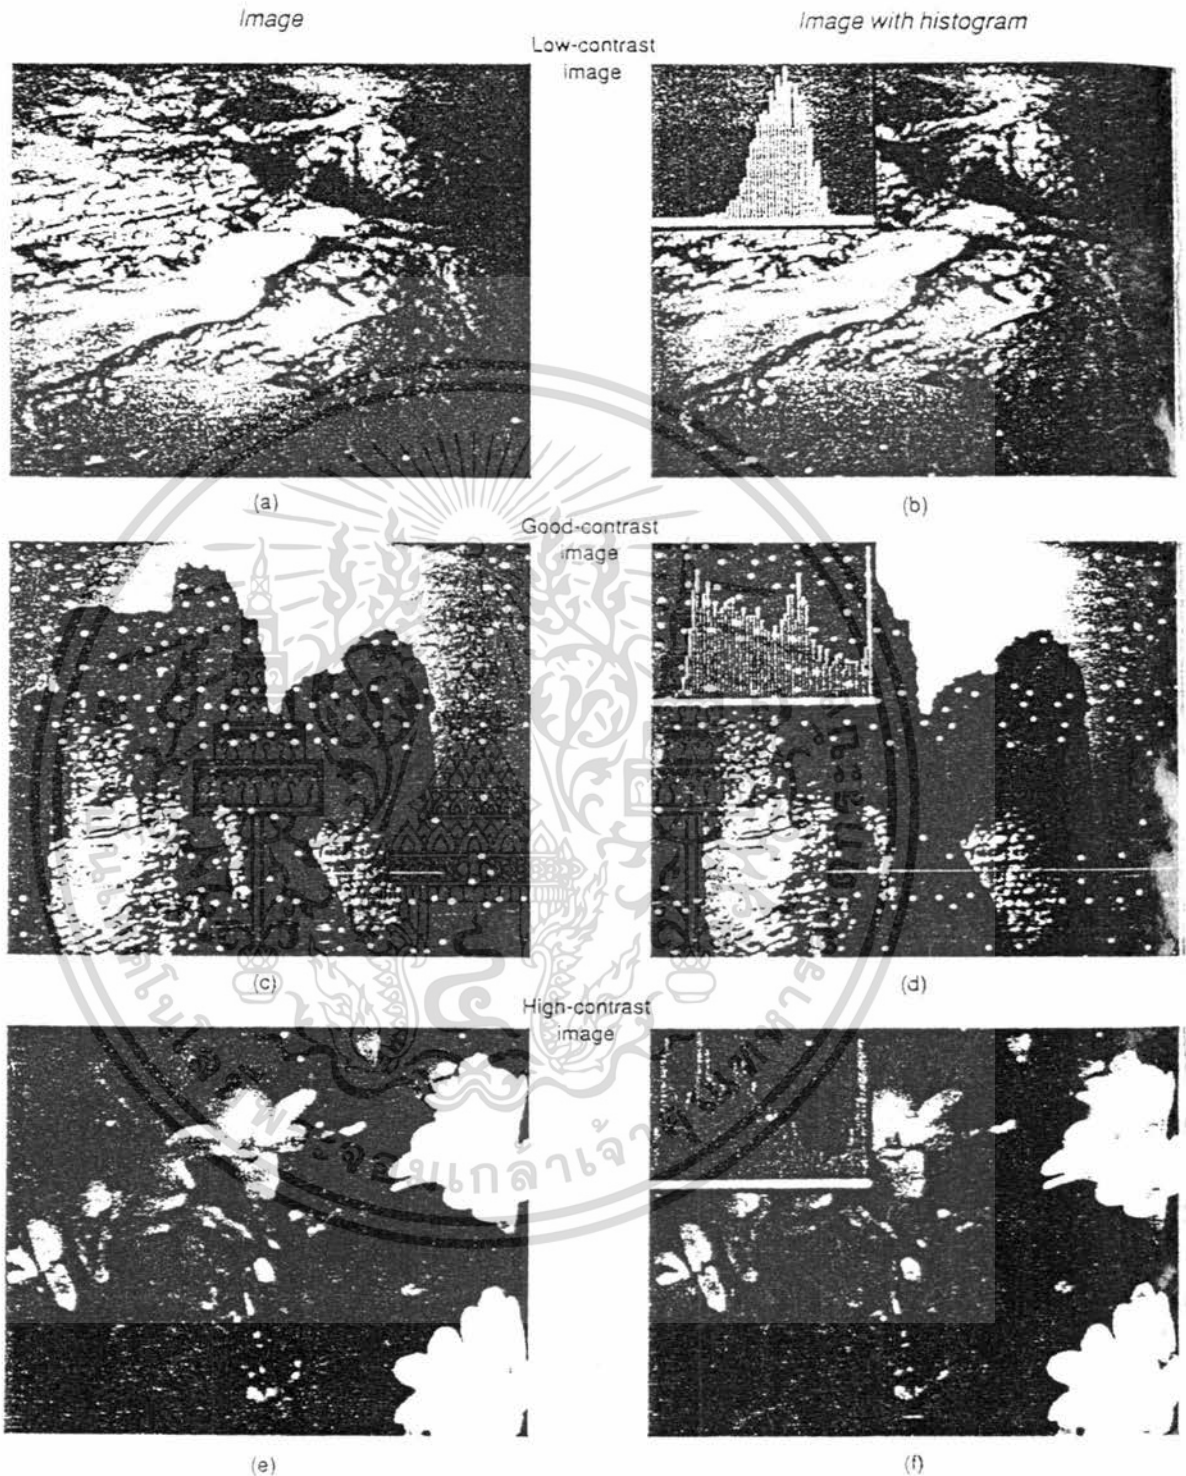 Image
Image with histogram
Low-contrast
image
(a)
(b)
Good-contrast
image
(c)
(d)
High-contrast
image
(e)
(f)